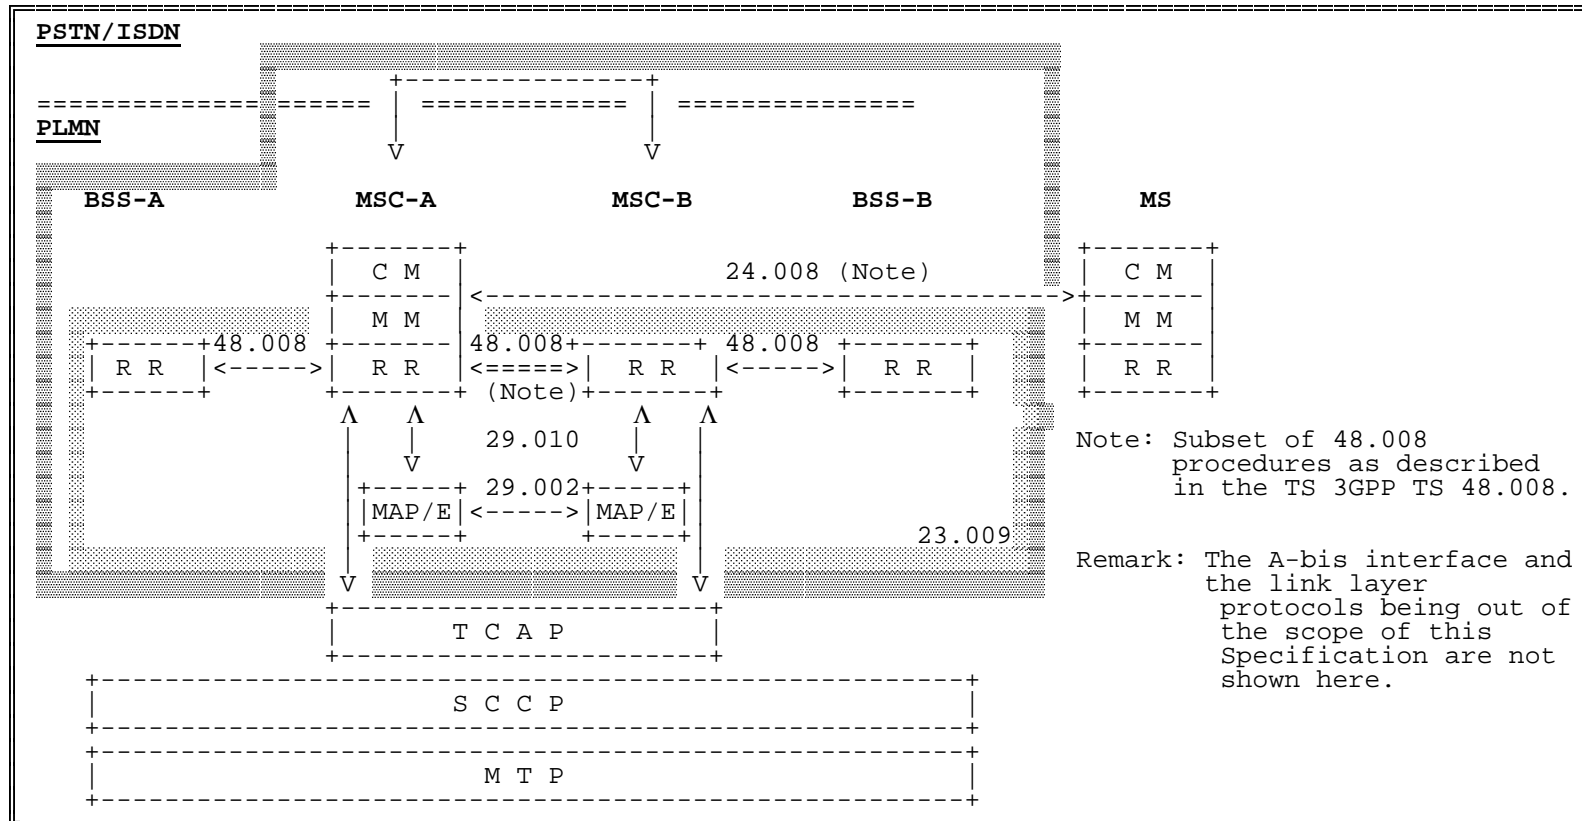 PSTN/ISDN
PLMN
BSS-A MSC-A MSC-B BSS-B MS
C M 24.008 (Note) C M
M M M M
48.008 48.008 48.008
R R R R R R R R R R
(Note)
29.010
Note: Subset of 48.008
procedures as described
in the TS 3GPP TS 48.008.
29.002
MAP/E MAP/E
23.009
Remark: The A-bis interface and
the link layer
protocols being out of
the scope of this
Specification are not
shown here.
T C A P
S C C P
M T P